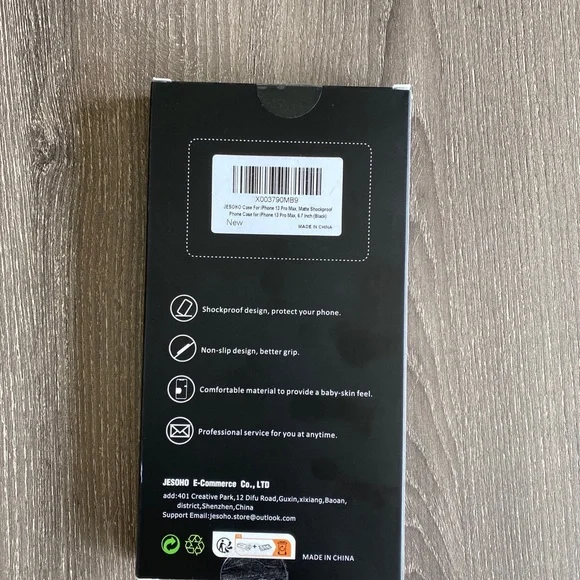 X003790MB9
JESOHO Case For iPhone 13 Pro Max, Matte Shockproof
Phone Case for iPhone 13 Pro Max, 6.7 inch (Black)
New
MADE IN CHINA
Shockproof design, protect your phone.
Non-slip design, better grip.
Comfortable material to provide a baby-skin feel.
Professional service for you at anytime.
JESOHO E-Commerce Co.,LTD
add:401 Creative Park,12 Difu Road,Guxin,xixiang,Baoan,
district,Shenzhen,China
Support Email:jesoho.store@outlook.com
MADE IN CHINA